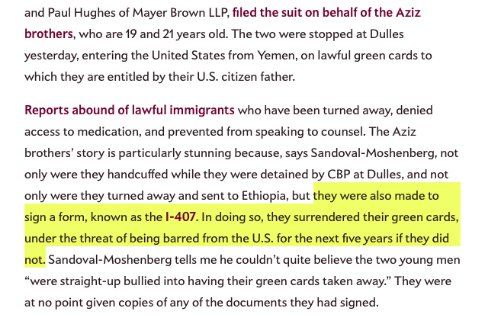 and Paul Hughes of Mayer Brown LLP, filed the suit on behalf of the Aziz
brothers, who are 19 and 21 years old. The two were stopped at Dulles
yesterday, entering the United States from Yemen, on lawful green cards to
which they are entitled by their U.S. citizen father.
Reports abound of lawful immigrants who have been turned away, denied
access to medication, and prevented from speaking to counsel. The Aziz
brothers’ story is particularly stunning because, says Sandoval-Moshenberg, not
only were they handcuffed while they were detained by CBP at Dulles, and not
only were they turned away and sent to Ethiopia, but they were also made to
sign a form, known as the I-407. In doing so, they surrendered their green cards,
under the threat of being barred from the U.S. for the next five years if they did
not. Sandoval-Moshenberg tells me he couldn’t quite believe the two young men
“were straight-up bullied into having their green cards taken away.” They were
at no point given copies of any of the documents they had signed.